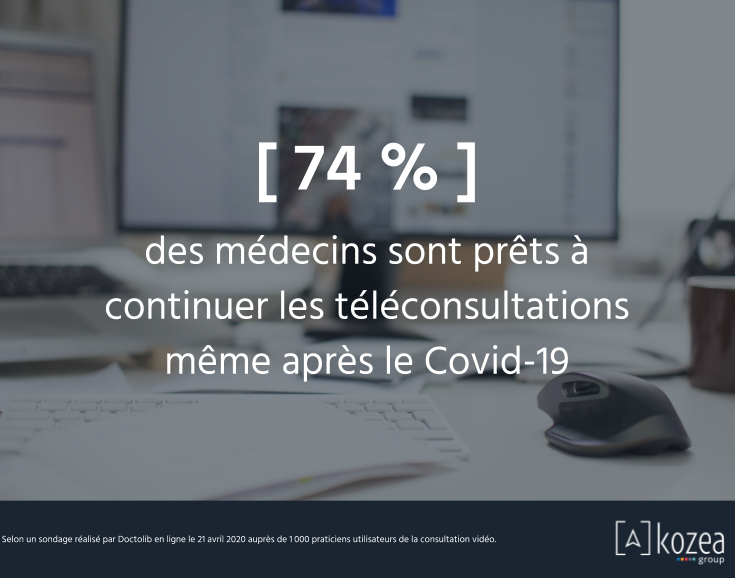 [ 74 % ]
des médecins sont prêts à
continuer les téléconsultations
même après le Covid-19
Selon un sondage réalisé par Doctolib en ligne le 21 avril 2020 auprès de 1 000 praticiens utilisateurs de la consultation vidéo.
[A] kozea
group